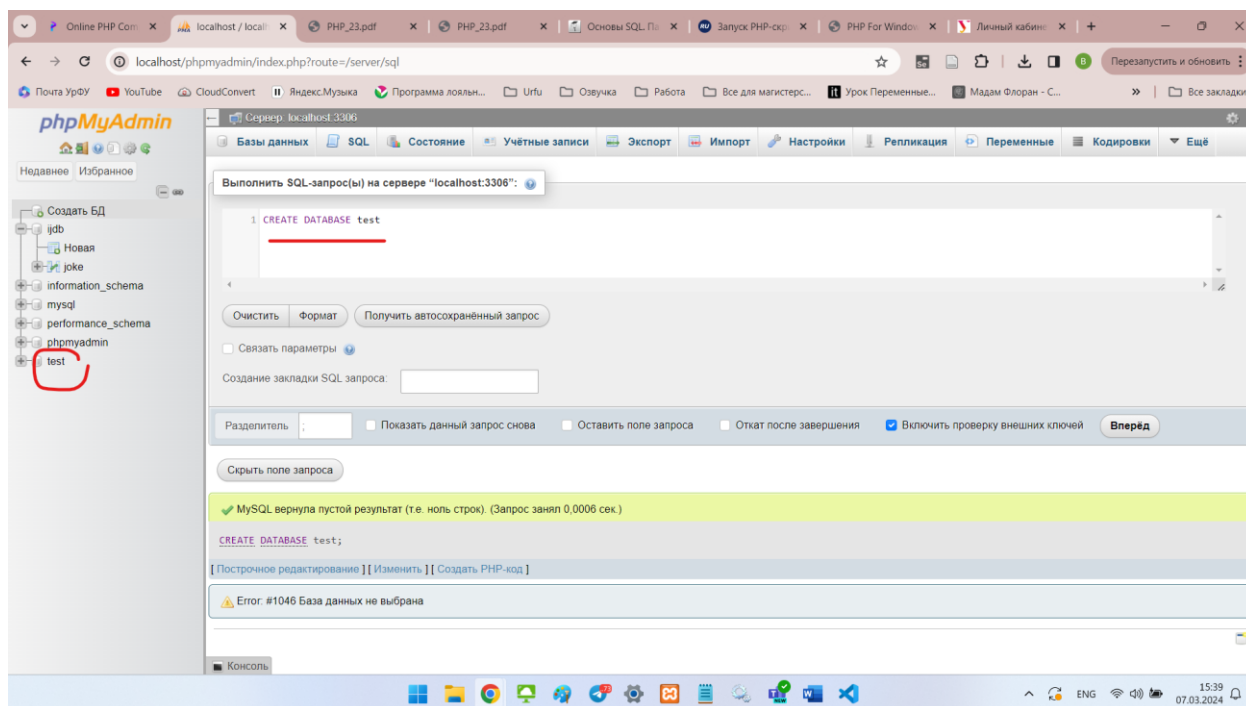 Online PHP Com
localhost / localh
PHP_23.pdf
PHP_23.pdf
Основы SQL. Па
Запуск PHP-скр
PHP For Window
Личный кабине
localhost/phpmyadmin/index.php?route=/server/sql
Перезапустить и обновить
Почта УрФУ
YouTube
CloudConvert
Яндекс.Музыка
Программа лояльн...
Urfu
Озвучка
Работа
Все для магистерс...
Урок Переменные...
Мадам Флоран - С...
Все закладки
phpMyAdmin
Недавнее Избранное
Создать БД
ijdb
Новая
joke
information_schema
mysql
performance_schema
phpmyadmin
test
Сервер: localhost:3306
Базы данных SQL Состояние Учётные записи Экспорт Импорт Настройки Репликация Переменные Кодировки Ещё
Выполнить SQL-запрос(ы) на сервере “localhost:3306”:
1 CREATE DATABASE test
Очистить Формат Получить автосохранённый запрос
Связать параметры
Создание закладки SQL запроса:
Разделитель ; Показать данный запрос снова Оставить поле запроса Откат после завершения Включить проверку внешних ключей Вперёд
Скрыть поле запроса
MySQL вернула пустой результат (т.е. ноль строк). (Запрос занял 0,0006 сек.)
CREATE DATABASE test;
[ Построчное редактирование ] [ Изменить ] [ Создать PHP-код ]
Error: #1046 База данных не выбрана
Консоль
ENG
15:39
07.03.2024